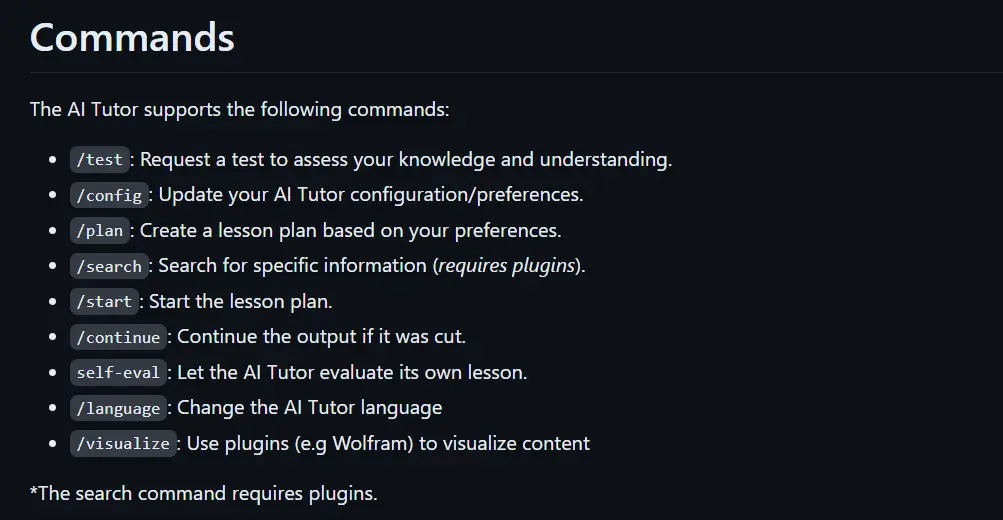 Commands
The AI Tutor supports the following commands:
• /test: Request a test to assess your knowledge and understanding.
• /config: Update your AI Tutor configuration/preferences.
• /plan: Create a lesson plan based on your preferences.
• /search: Search for specific information (requires plugins).
• /start: Start the lesson plan.
• /continue: Continue the output if it was cut.
• self-eval: Let the AI Tutor evaluate its own lesson.
• /language: Change the AI Tutor language
• /visualize: Use plugins (e.g Wolfram) to visualize content
*The search command requires plugins.